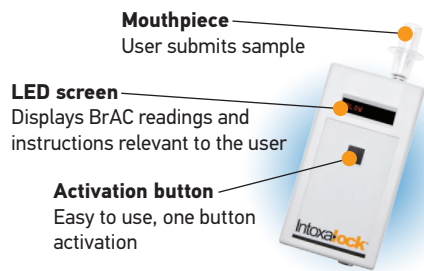 Mouthpiece
User submits sample
LED screen
Displays BrAC readings and
instructions relevant to the user
BLOW
Activation button
Easy to use, one button
activation
Intoxalock